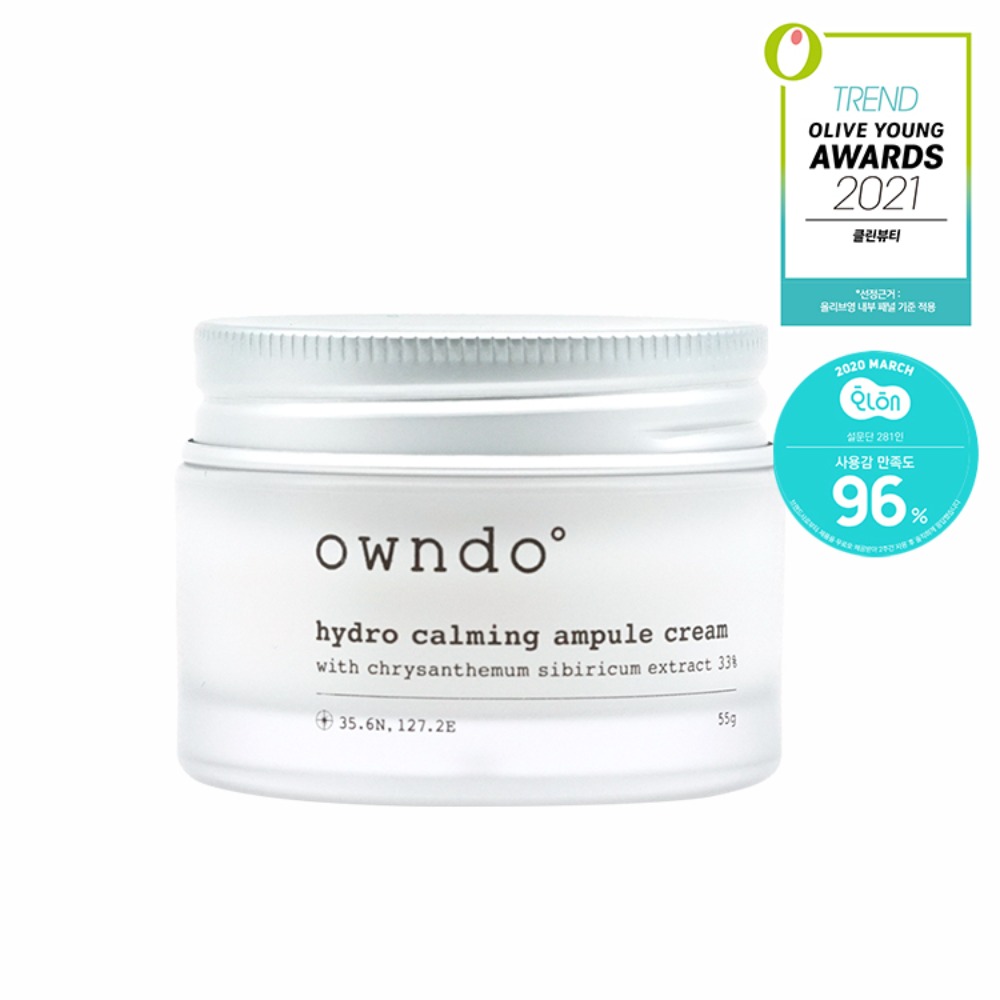 TREND
OLIVE YOUNG
AWARDS
2021
클린뷰티
*선정근거 :
올리브영 내부 패널 기준 적용
2020 MARCH
설문단 281인
사용감 만족도
96 %
owndo°
hydro calming ampule cream
with chrysanthemum sibiricum extract 33%
35.6N, 127.2E
55g